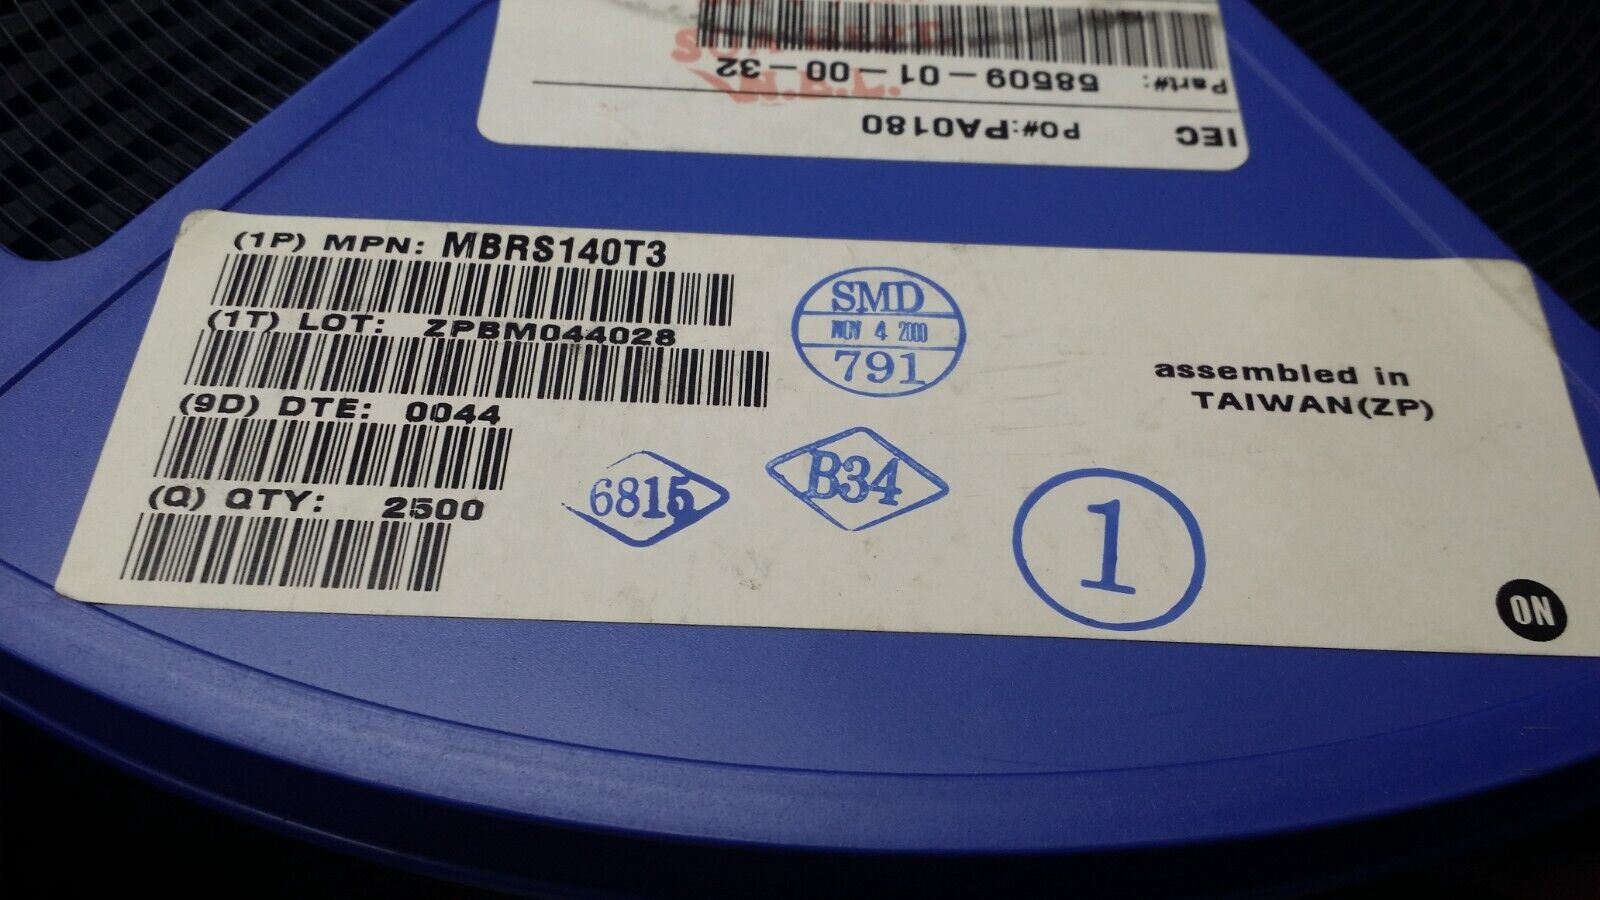 Part#: 58509-01-00-32
IEC PO#:PA0180
(1P) MPN: MBRS140T3
(1T) LOT: ZPBM044028
(9D) DTE: 0044
(Q) QTY: 2500
SMD
NOV 4 2000
791
6815
B34
1
assembled in
TAIWAN(ZP)
ON